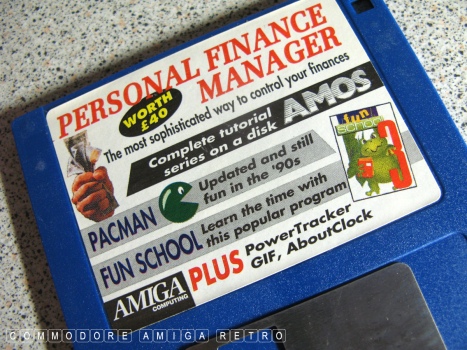 PERSONAL FINANCE
MANAGER
WORTH
£40
The most sophisticated way to control your finances
Complete tutorial
series on a disk
AMOS
fun
SCHOOL
3
PACMAN
Updated and still
fun in the '90s
FUN SCHOOL
Learn the time with
this popular program
AMIGA
COMPUTING
PLUS
PowerTracker
GIF, AboutClock
COMMODORE AMIGA RETRO